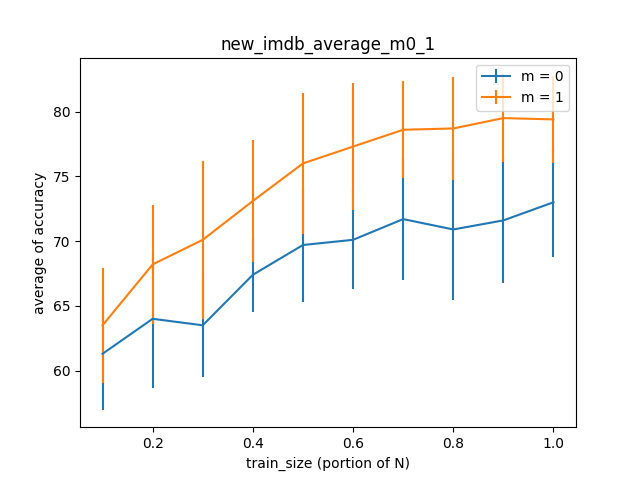 new_imdb_average_m0_1
m = 0
m = 1
80
75
70
65
60
average of accuracy
0.2
0.4
0.6
0.8
1.0
train_size (portion of N)